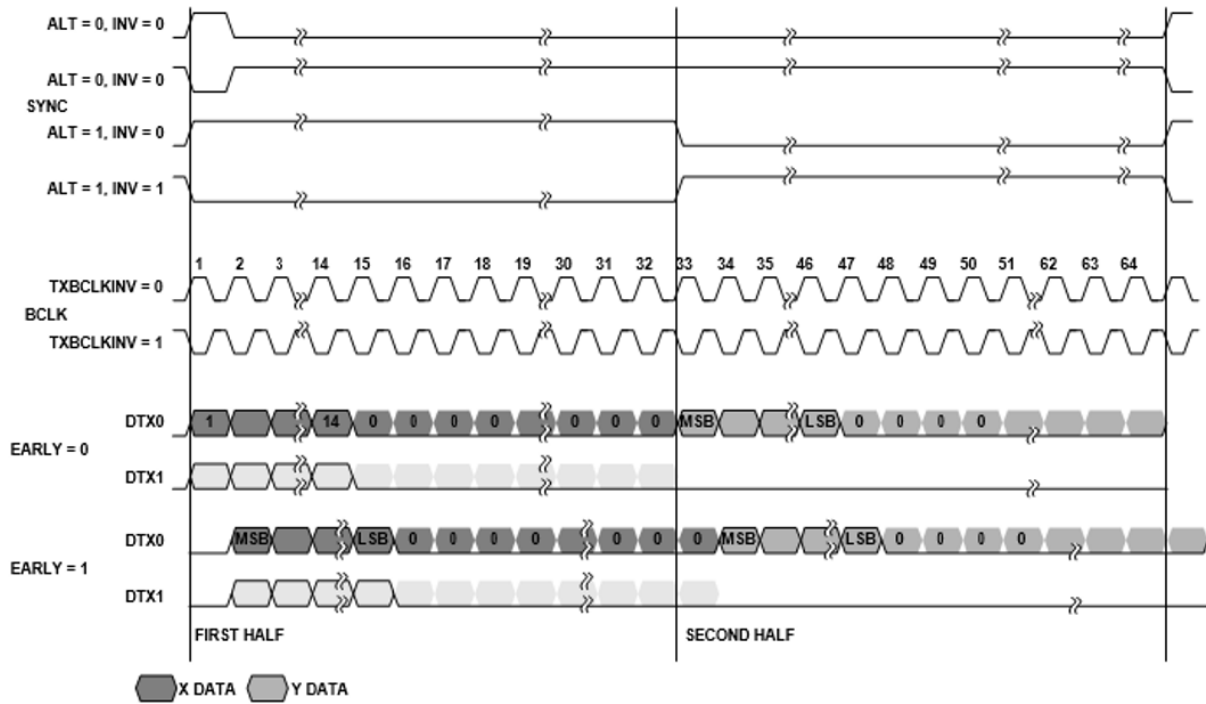 ALT = 0, INV = 0
ALT = 0, INV = 0
SYNC
ALT = 1, INV = 0
ALT = 1, INV = 1
1 2 3 14 15 16 17 18 19 30 31 32 33 34 35 46 47 48 49 50 51 62 63 64
TXBCLKINV = 0
BCLK
TXBCLKINV = 1
DTX0 1 14 0 0 0 0 0 0 0 0 MSB LSB 0 0 0 0
EARLY = 0
DTX1
DTX0 MSB LSB 0 0 0 0 0 0 0 0 MSB LSB 0 0 0 0
EARLY = 1
DTX1
FIRST HALF SECOND HALF
X DATA Y DATA